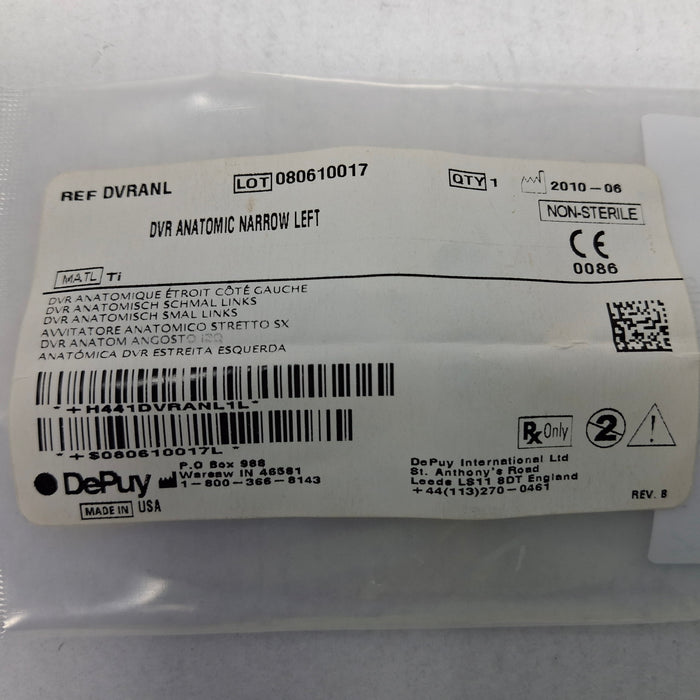 REF DVRANL
LOT 080610017
QTY 1
2010-06
DVR ANATOMIC NARROW LEFT
NON-STERILE
CE
0086
MATL Ti
DVR ANATOMIQUE ÉTROIT CÔTÉ GAUCHE
DVR ANATOMISCH SCHMAL LINKS
DVR ANATOMISCH SMAL LINKS
AVVITATORE ANATOMICO STRETTO SX
DVR ANATOM ANGOSTO IZQ
ANATÓMICA DVR ESTREITA ESQUERDA
*+H441DVRANL1L*
*+S080610017L*
Rx Only
2
DePuy
P.O Box 988
Warsaw IN 46581
1-800-366-8143
MADE IN USA
DePuy International Ltd
St. Anthony's Road
Leeds LS11 8DT England
+44(113)270-0461
REV. B